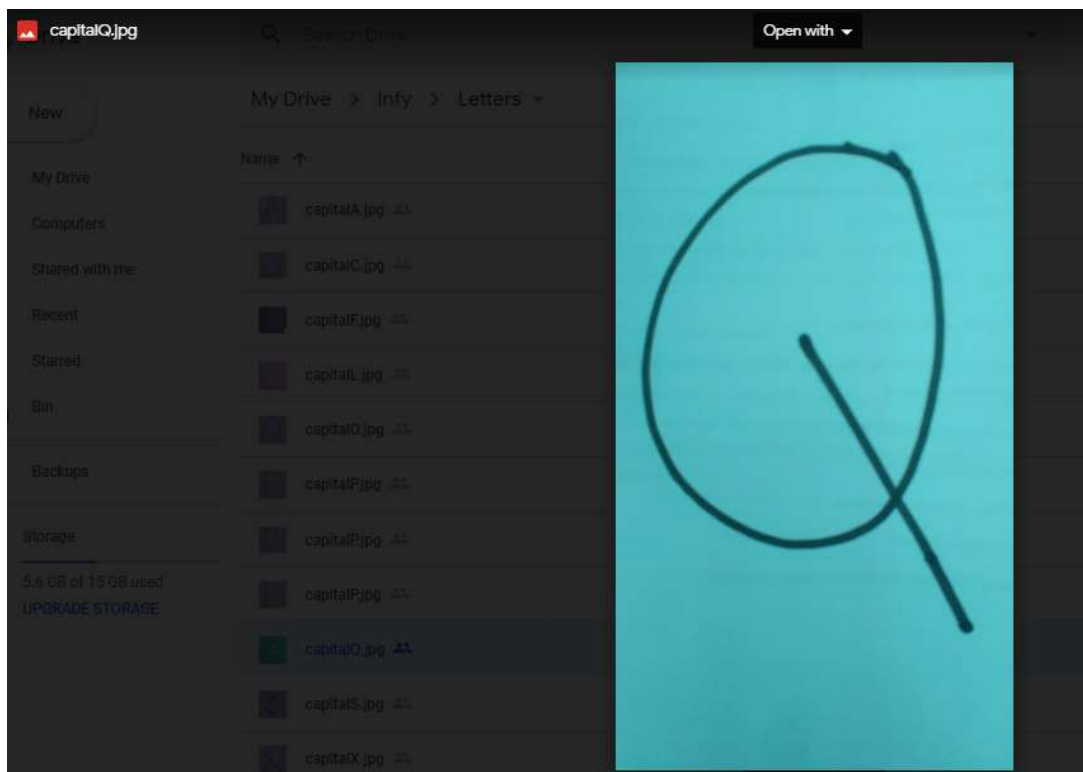 capitalQ.jpg
Search Drive
Open with
New
My Drive > Infy > Letters
Name
My Drive
Computers
Shared with me
Recent
Starred
Bin
Backups
Storage
5.6 GB of 15 GB used
UPGRADE STORAGE
capitalA.jpg
capitalC.jpg
capitalF.jpg
capitalL.jpg
capitalO.jpg
capitalP.jpg
capitalP.jpg
capitalP.jpg
capitalQ.jpg
capitalS.jpg
capitalX.jpg
Q